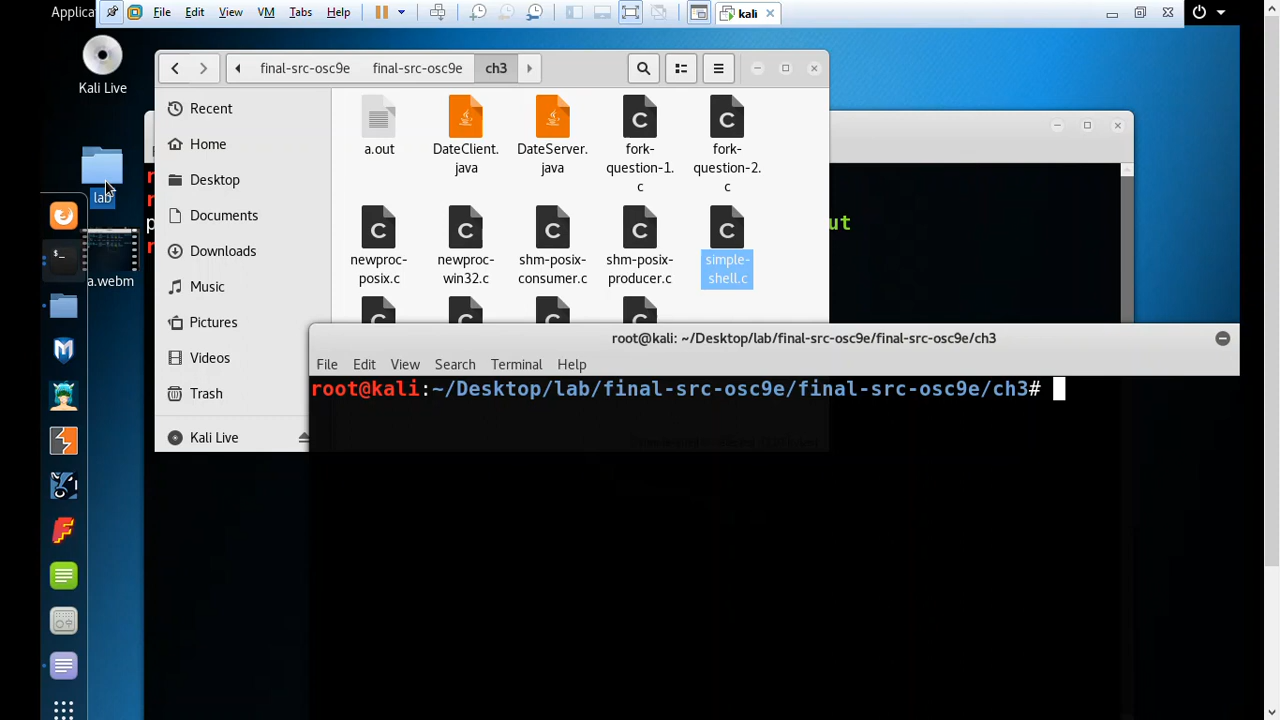 Applica
File Edit View VM Tabs Help
kali
Kali Live
lab
a.webm
final-src-osc9e final-src-osc9e ch3
Recent
Home
Desktop
Documents
Downloads
Music
Pictures
Videos
Trash
Kali Live
a.out
DateClient.
java
DateServer.
java
fork-
question-1.
c
fork-
question-2.
c
newproc-
posix.c
newproc-
win32.c
shm-posix-
consumer.c
shm-posix-
producer.c
simple-
shell.c
ut
root@kali: ~/Desktop/lab/final-src-osc9e/final-src-osc9e/ch3
File Edit View Search Terminal Help
root@kali:~/Desktop/lab/final-src-osc9e/final-src-osc9e/ch3#